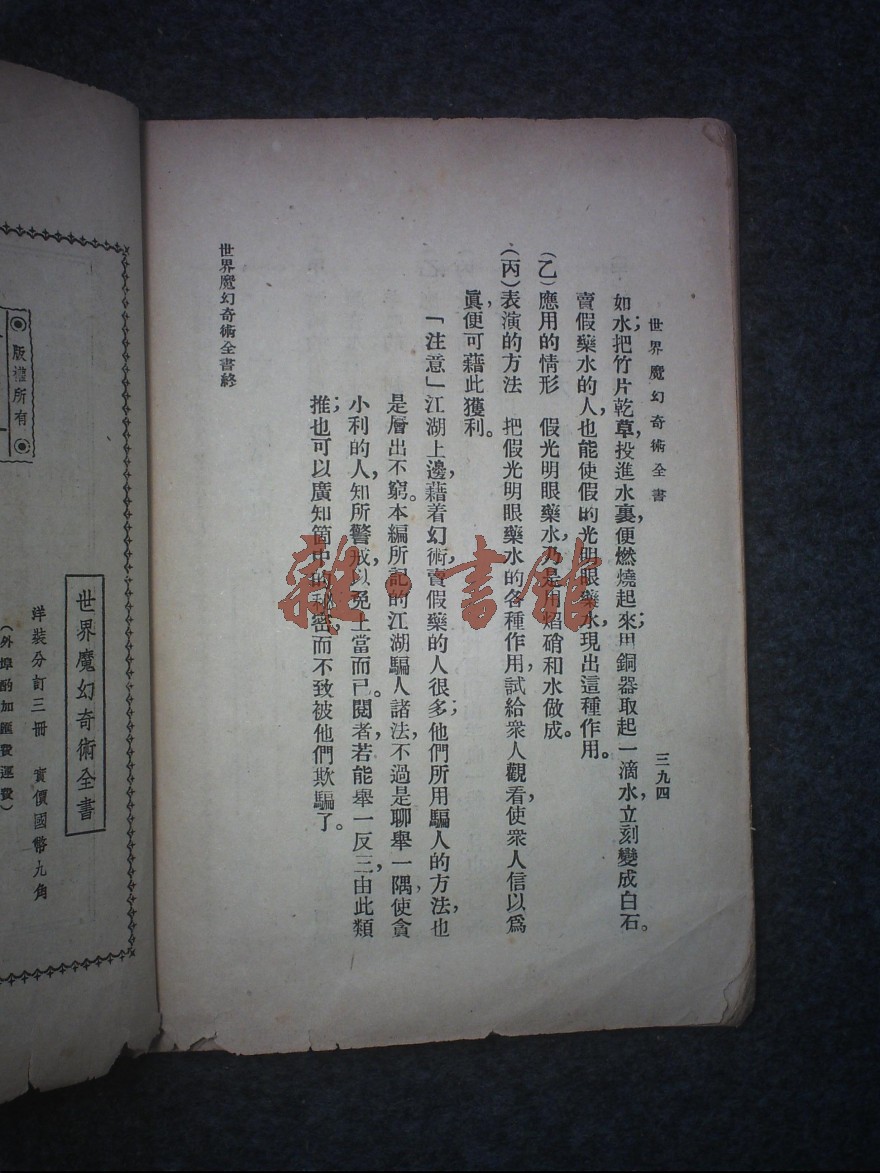 世界魔幻奇術全書
三九四
如水；把竹片乾草，投進水裏，便燃燒起來；用銅器取起一滴水，立刻變成白石。
賣假藥水的人，也能使假的光明眼藥水，現出這種作用。
(乙)應用的情形　假光明眼藥水，乃是用焰硝和水做成。
(丙)表演的方法　把假光明眼藥水的各種作用，試給衆人觀看，使衆人信以爲
眞，便可藉此獲利。
「注意」江湖上邊，藉着幻術賣假藥的人很多；他們所用騙人的方法，也
是層出不窮。本編所記的江湖騙人諸法，不過是聊舉一隅，使貪
小利的人，知所警戒，以免上當而已。閱者若能舉一反三，由此類
推；也可以廣知箇中的秘密，而不致被他們欺騙了。
世界魔幻奇術全書終
版權所有
世界魔幻奇術全書
洋裝分訂三冊　實價國幣九角
(外埠酌加匯費運費)
雜·書館